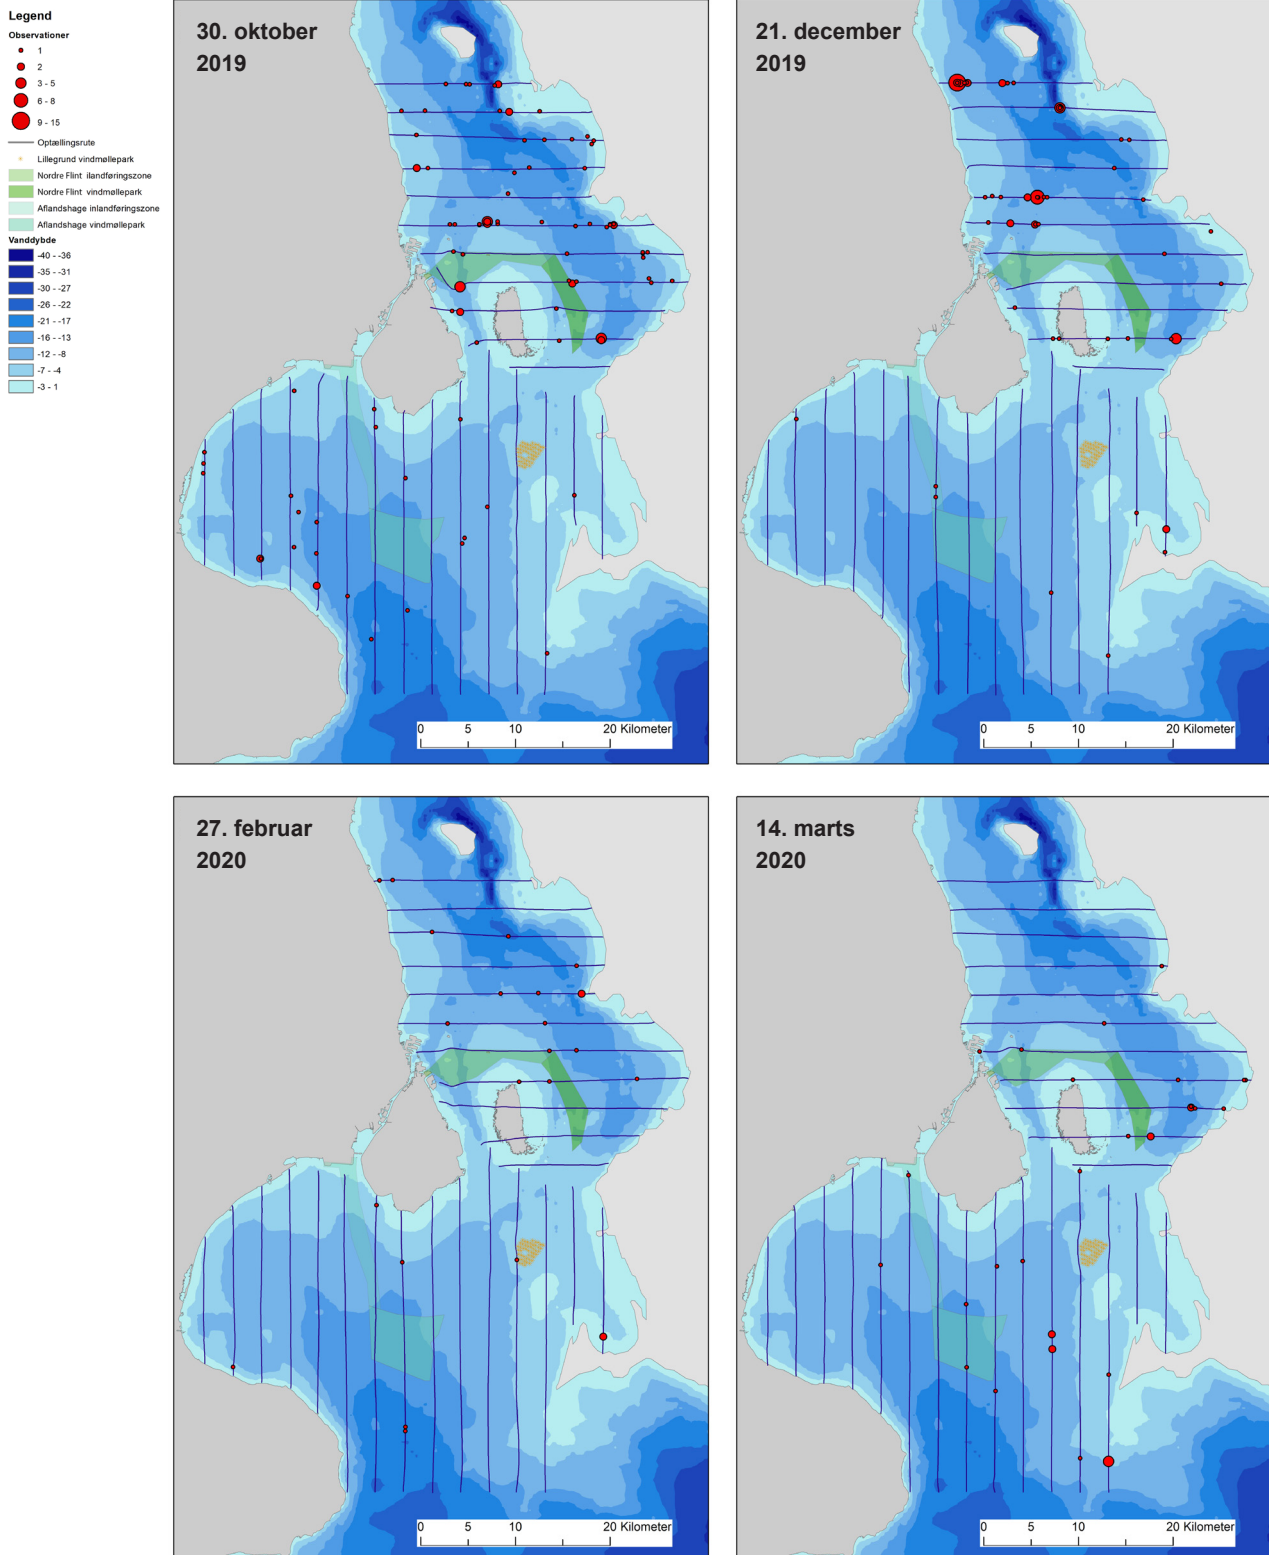 Legend
Observationer
1
2
3 - 5
6 - 8
9 - 15
Optællingsrute
Lillegrund vindmøllepark
Nordre Flint ilandføringszone
Nordre Flint vindmøllepark
Aflandshage inlandføringszone
Aflandshage vindmøllepark
Vanddybde
-40 - -36
-35 - -31
-30 - -27
-26 - -22
-21 - -17
-16 - -13
-12 - -8
-7 - -4
-3 - 1
30. oktober
2019
0 5 10 20 Kilometer
21. december
2019
0 5 10 20 Kilometer
27. februar
2020
0 5 10 20 Kilometer
14. marts
2020
0 5 10 20 Kilometer